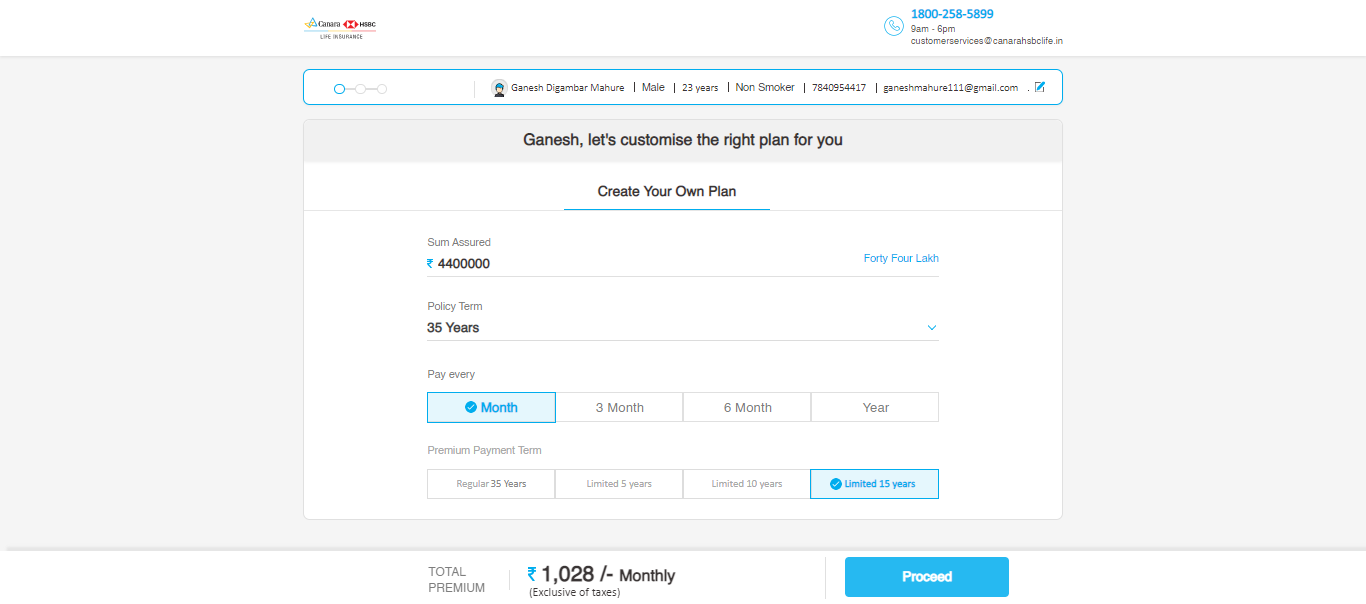 Canara HSBC
LIFE INSURANCE
1800-258-5899
9am - 6pm
customerservices@canarahsbclife.in
Ganesh Digambar Mahure | Male | 23 years | Non Smoker | 7840954417 | ganeshmahure111@gmail.com .
Ganesh, let's customise the right plan for you
Create Your Own Plan
Sum Assured
₹ 4400000
Forty Four Lakh
Policy Term
35 Years
Pay every
Month 3 Month 6 Month Year
Premium Payment Term
Regular 35 Years Limited 5 years Limited 10 years Limited 15 years
TOTAL
PREMIUM
₹ 1,028 /- Monthly
(Exclusive of taxes)
Proceed